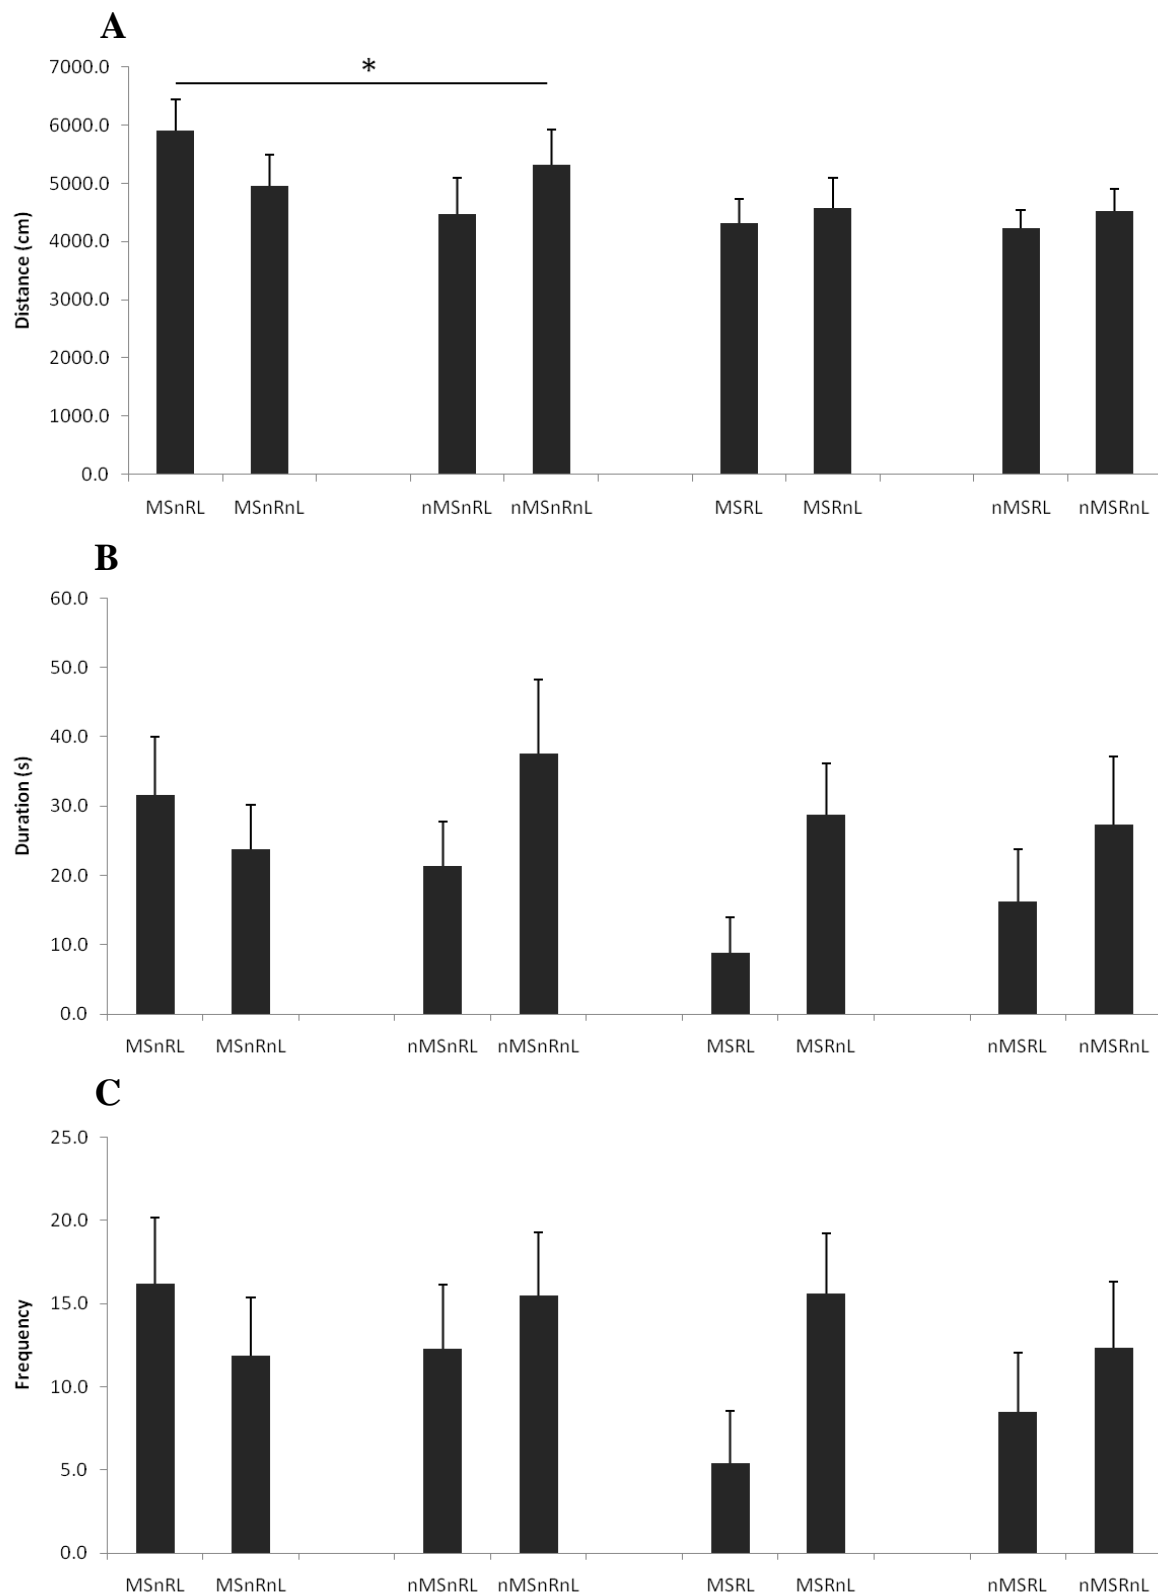 A
*
7000.0
6000.0
5000.0
4000.0
3000.0
2000.0
1000.0
0.0
Distance (cm)
MSnRL MSnRnL nMSnRL nMSnRnL MSRL MSRnL nMSRL nMSRnL
B
60.0
50.0
40.0
30.0
20.0
10.0
0.0
Duration (s)
MSnRL MSnRnL nMSnRL nMSnRnL MSRL MSRnL nMSRL nMSRnL
C
25.0
20.0
15.0
10.0
5.0
0.0
Frequency
MSnRL MSnRnL nMSnRL nMSnRnL MSRL MSRnL nMSRL nMSRnL